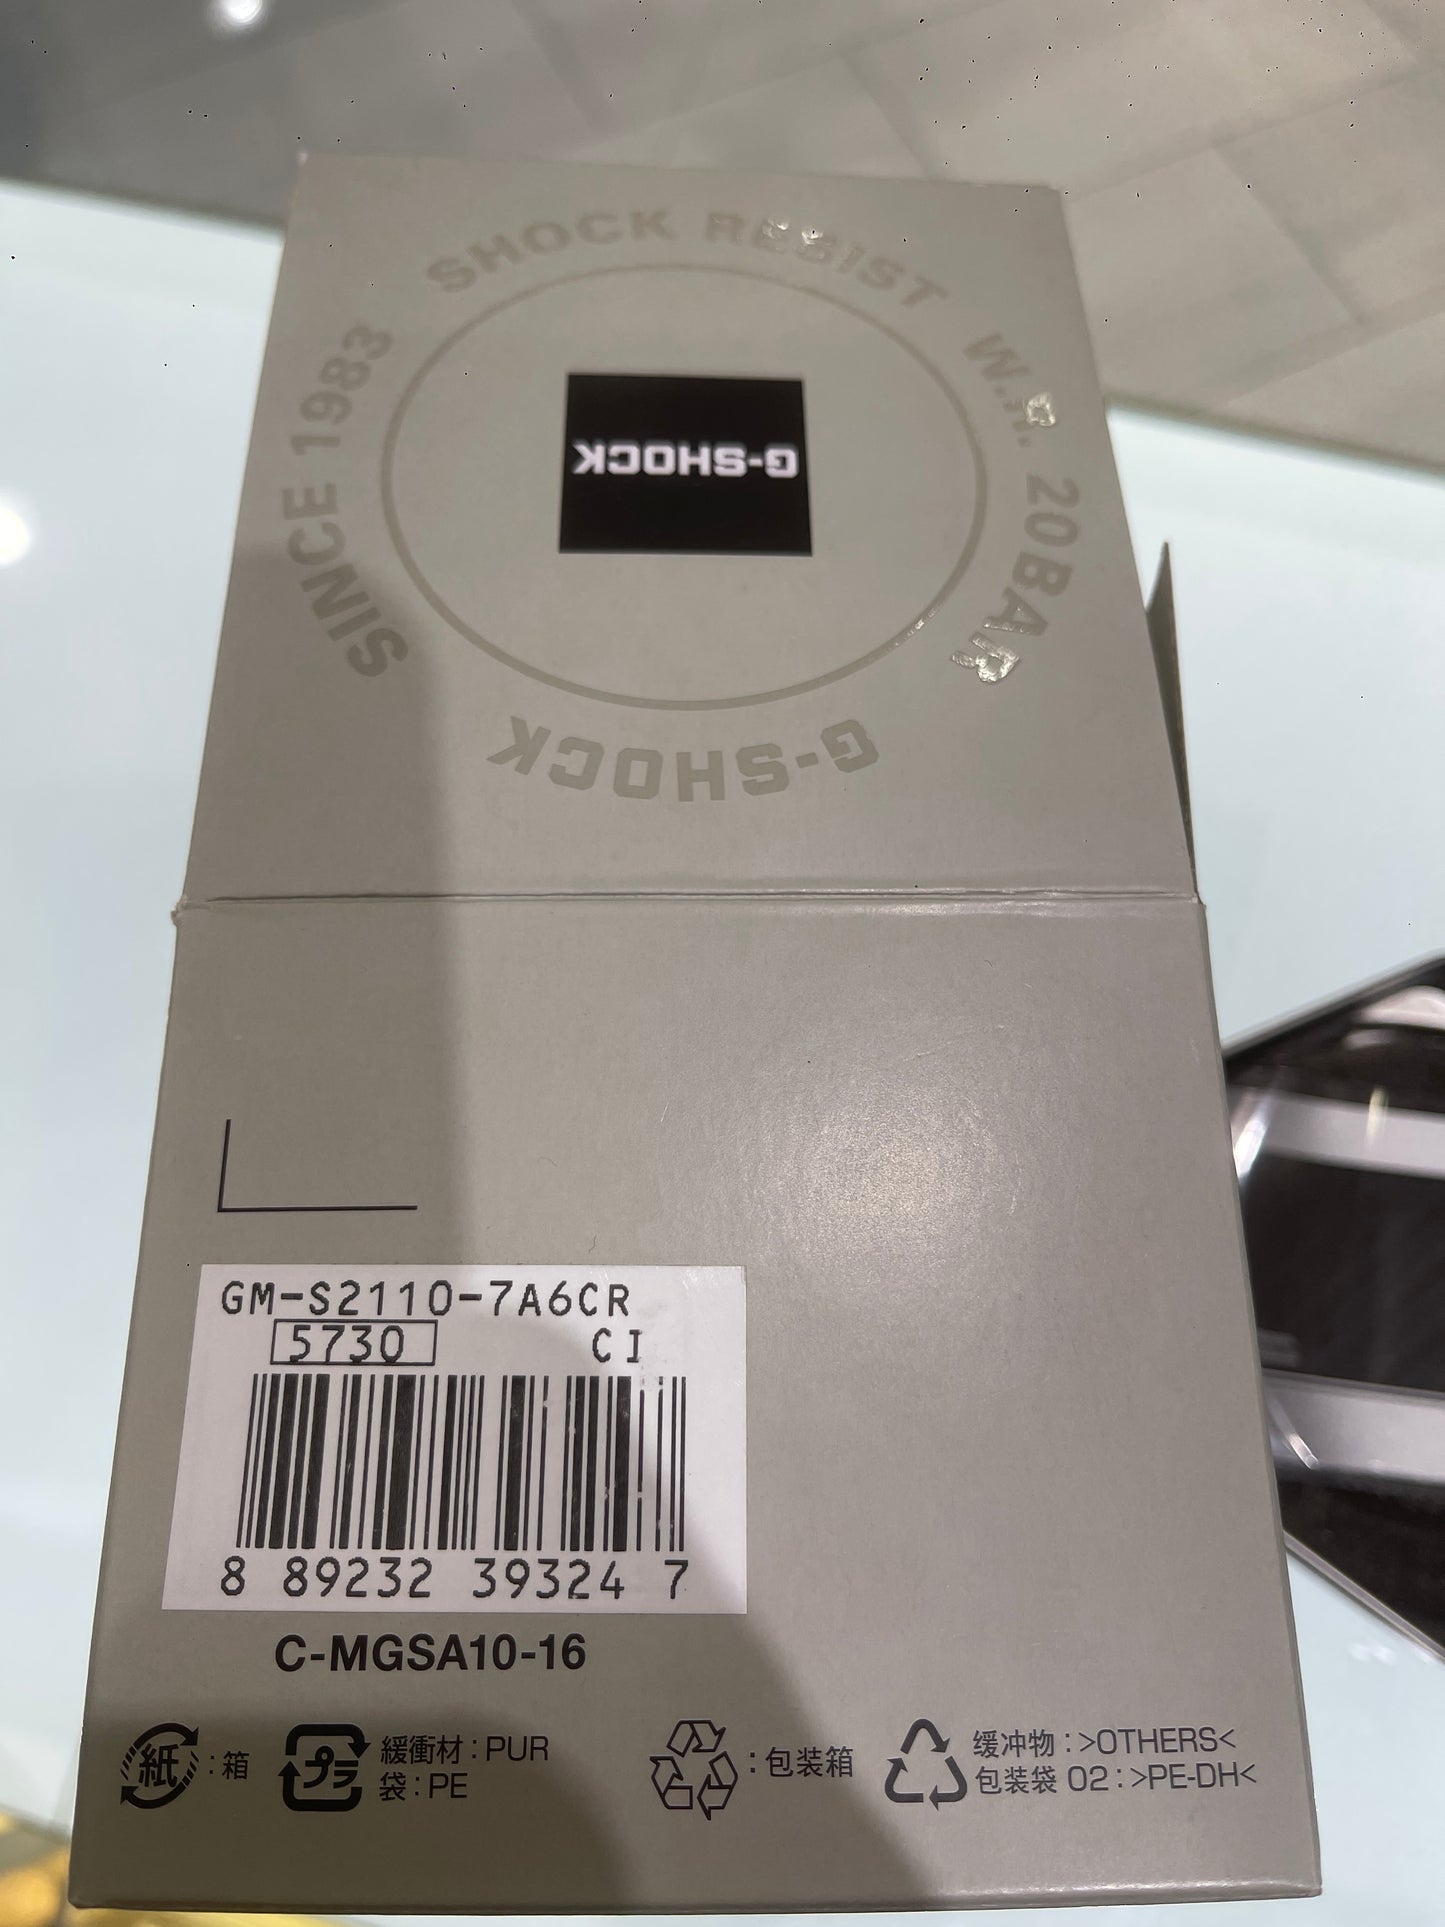 SHOCK RESIST
W.R. 20BAR
SINCE 1983
G-SHOCK
G-SHOCK
GM-S2110-7A6CR
5730 CI
8 89232 39324 7
C-MGSA10-16
紙 : 箱
プラ 緩衝材 : PUR
袋 : PE
: 包装箱
缓冲物 : >OTHERS<
包装袋 02 : >PE-DH<